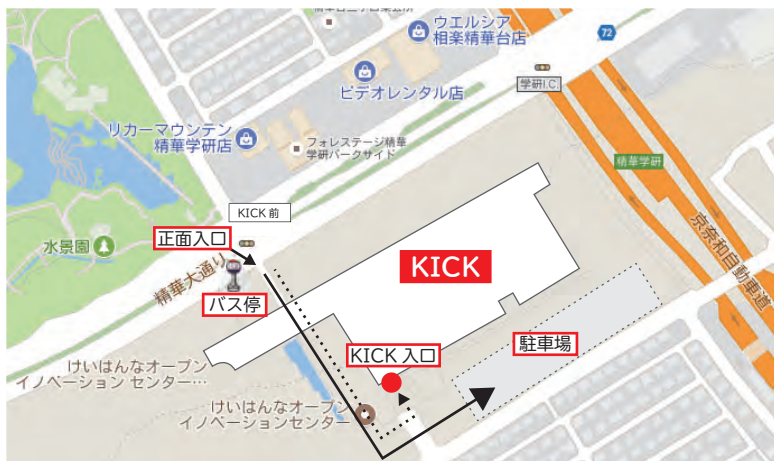 ウエルシア
相楽精華台店
72
学研I.C.
ビデオレンタル店
リカーマウンテン
精華学研店
フォレステージ精華
学研パークサイド
精華学研
KICK 前
正面入口
水景園
精華大通り
バス停
KICK
京奈和自動車道
KICK 入口
駐車場
けいはんなオープン
イノベーション センター…
けいはんなオープン
イノベーションセンター